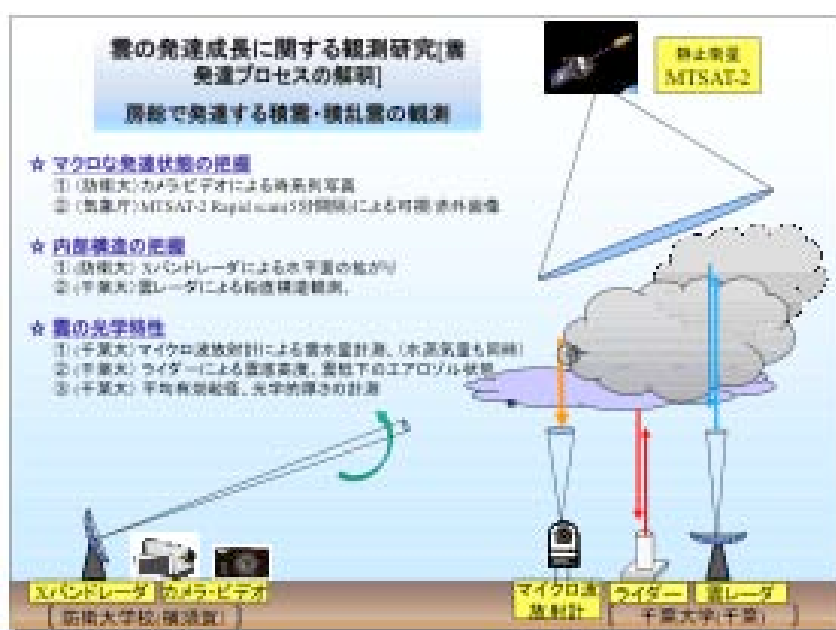 雲の発達成長に関する観測研究[雲
発達プロセスの解明]
房総で発達する積雲・積乱雲の観測
静止衛星
MTSAT-2
☆ マクロな発達状態の把握
① (防衛大)カメラ・ビデオによる時系列写真
② (気象庁)MTSAT-2 Rapid scan(5分間隔)による可視・赤外画像
☆ 内部構造の把握
① (防衛大) Xバンドレーダによる水平面の拡がり
② (千葉大) 雲レーダによる鉛直構造観測。
☆ 雲の光学特性
① (千葉大) マイクロ波放射計による雲水量計測、(水蒸気量も同時)
② (千葉大) ライダーによる雲底高度、雲底下のエアロゾル状態
③ (千葉大) 平均有効粒径、光学的厚さの計測
Xバンドレーダ カメラ・ビデオ
[ 防衛大学校(横須賀) ]
マイクロ波
放射計
ライダー 雲レーダ
[ 千葉大学(千葉) ]